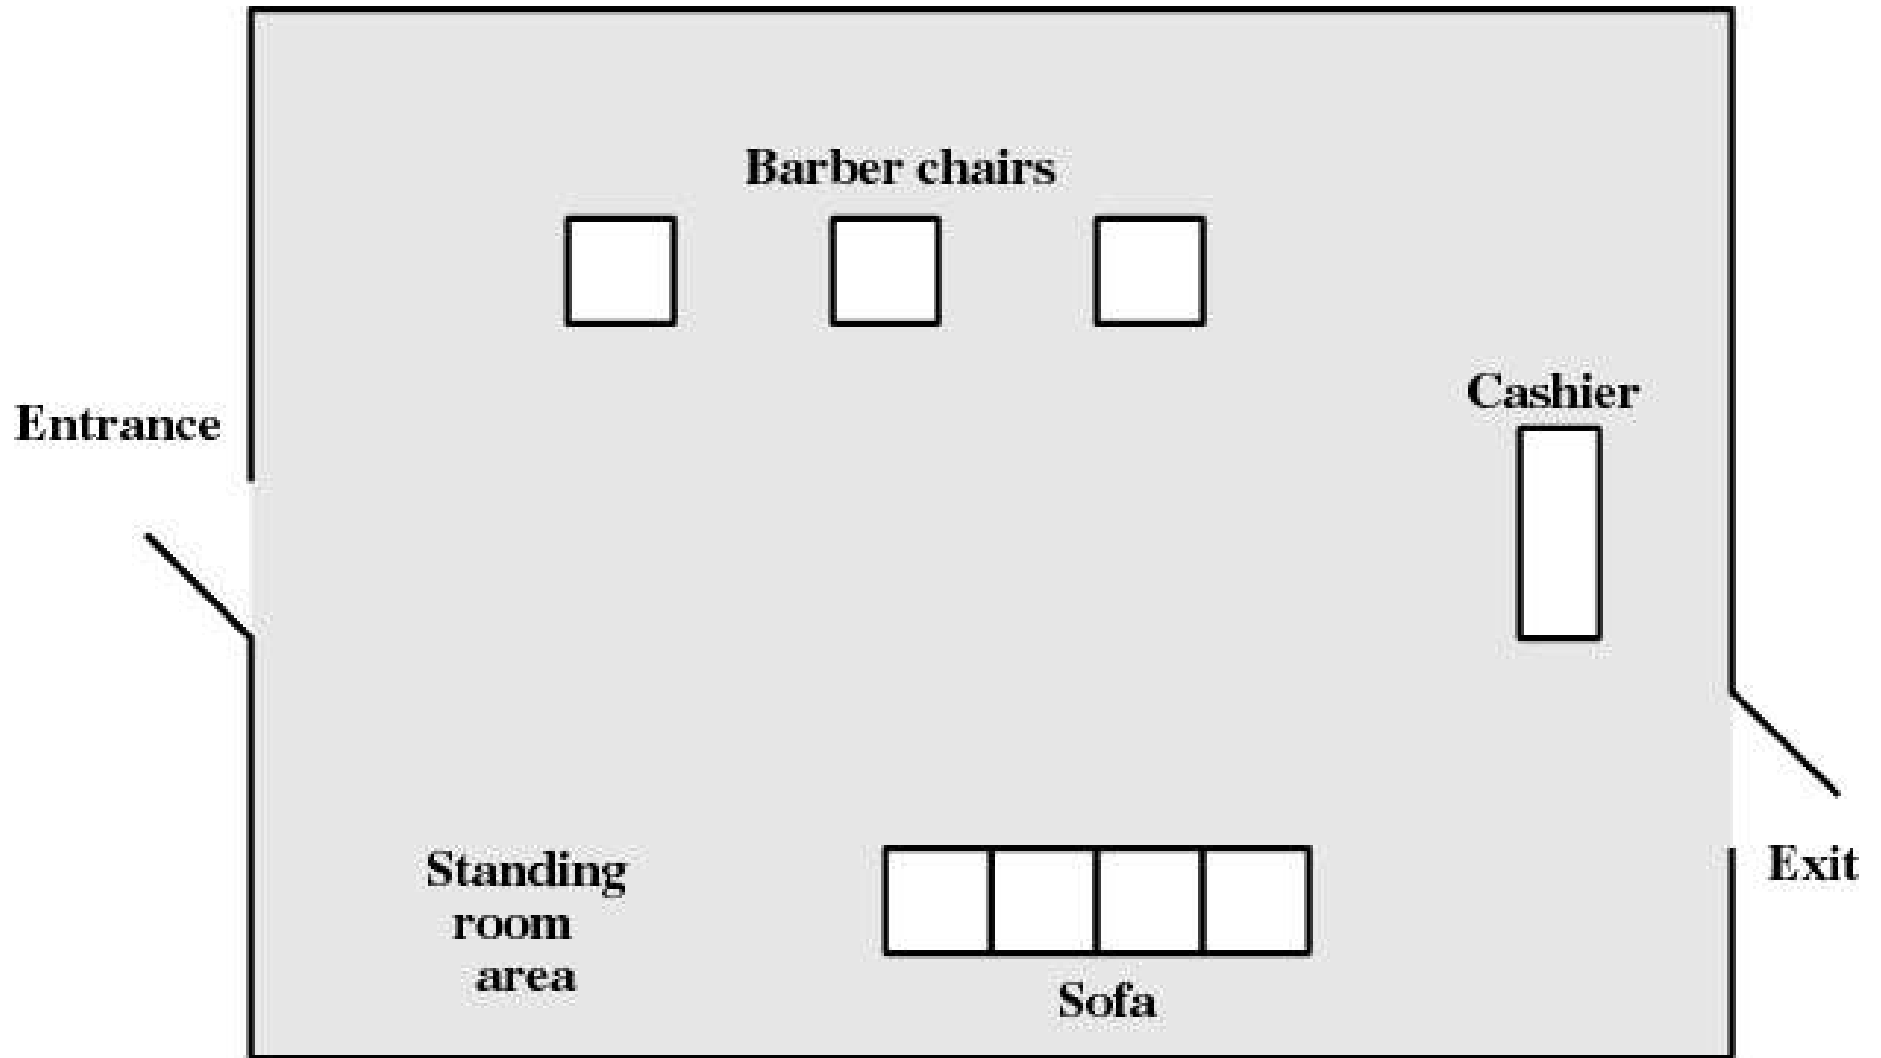 Barber chairs
Cashier
Entrance
Standing
room
area
Exit
Sofa